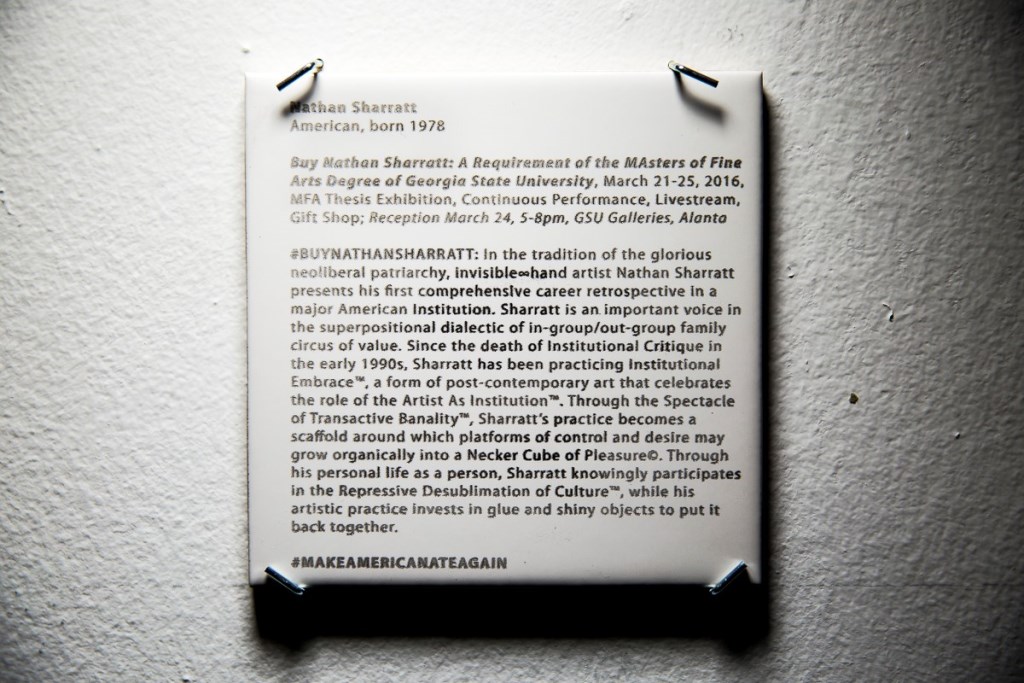 Nathan Sharratt
American, born 1978
Buy Nathan Sharratt: A Requirement of the MAsters of Fine
Arts Degree of Georgia State University, March 21-25, 2016,
MFA Thesis Exhibition, Continuous Performance, Livestream,
Gift Shop; Reception March 24, 5-8pm, GSU Galleries, Alanta
#BUYNATHANSHARRATT: In the tradition of the glorious
neoliberal patriarchy, invisible∞hand artist Nathan Sharratt
presents his first comprehensive career retrospective in a
major American Institution. Sharratt is an important voice in
the superpositional dialectic of in-group/out-group family
circus of value. Since the death of Institutional Critique in
the early 1990s, Sharratt has been practicing Institutional
Embrace™, a form of post-contemporary art that celebrates
the role of the Artist As Institution™. Through the Spectacle
of Transactive Banality™, Sharratt's practice becomes a
scaffold around which platforms of control and desire may
grow organically into a Necker Cube of Pleasure©. Through
his personal life as a person, Sharratt knowingly participates
in the Repressive Desublimation of Culture™, while his
artistic practice invests in glue and shiny objects to put it
back together.
#MAKEAMERICANATEAGAIN